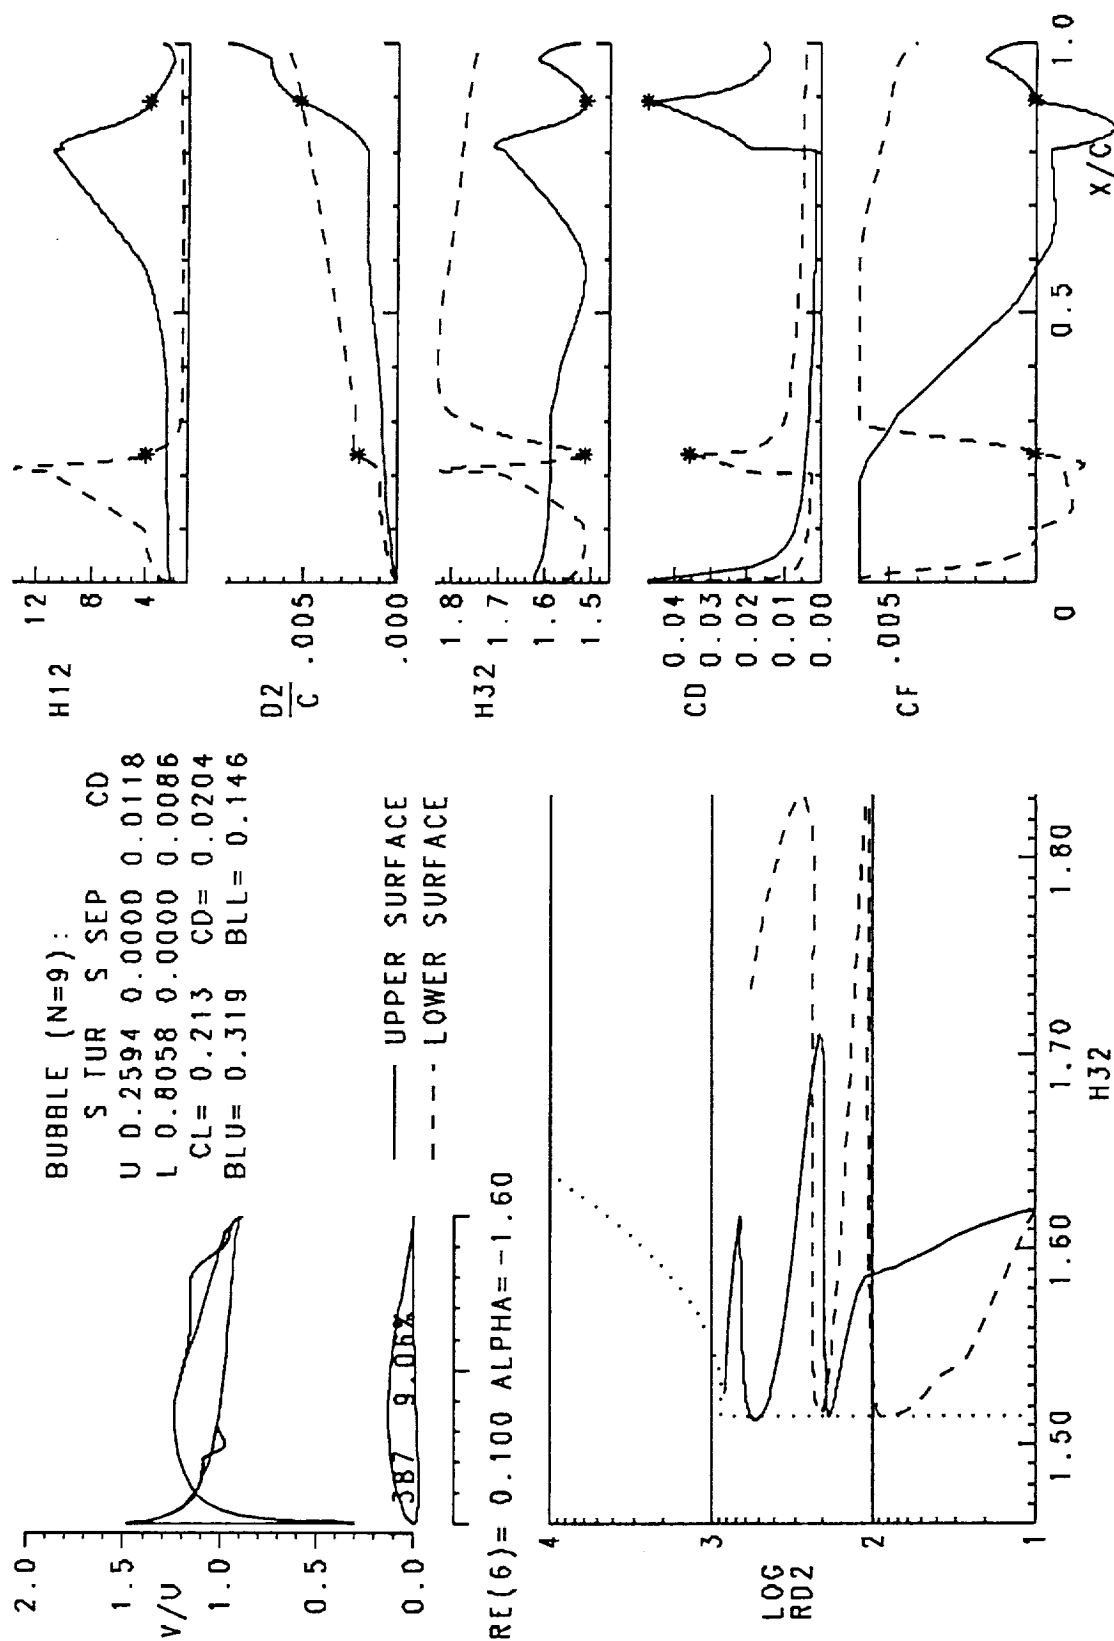 2.0
1.5
V/U
1.0
0.5
0.0
387 9.06%
RE(6)= 0.100 ALPHA=-1.60
BUBBLE (N=9):
S TUR S SEP CD
U 0.2594 0.0000 0.0118
L 0.8058 0.0000 0.0086
CL= 0.213 CD= 0.0204
BLU= 0.319 BLL= 0.146
UPPER SURFACE
LOWER SURFACE
4
3
LOG
RD2
2
1
1.50
1.60
1.70
1.80
H32
H12
12
8
4
D2
C
.005
.000
H32
1.8
1.7
1.6
1.5
CD
0.04
0.03
0.02
0.01
0.00
CF
.005
0
0.5
X/C
1.0